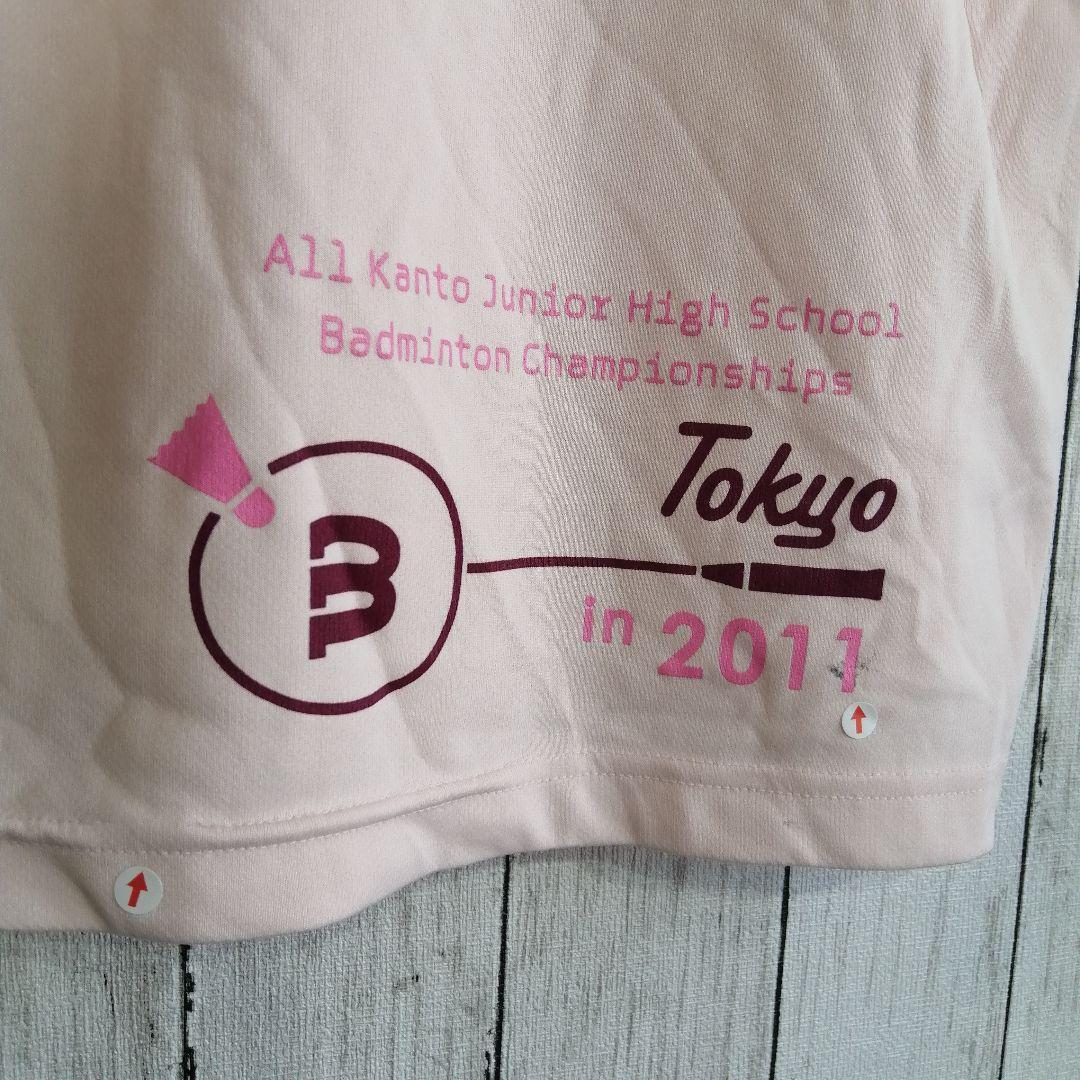 All Kanto Junior High School
Badminton Championships
B
Tokyo
in 2011